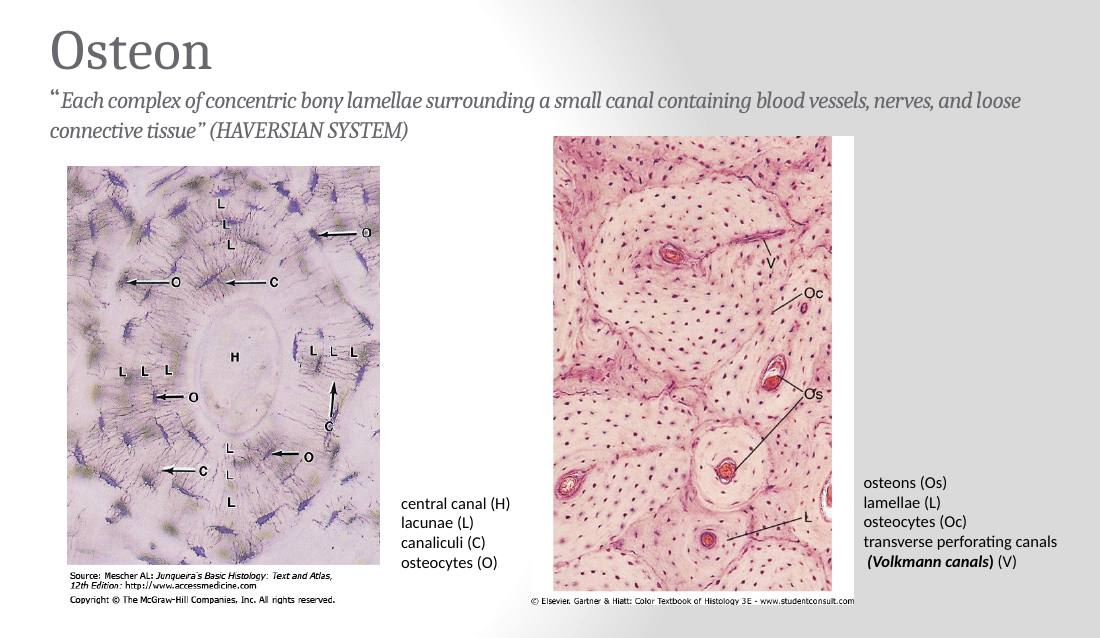 Osteon
“Each complex of concentric bony lamellae surrounding a small canal containing blood vessels, nerves, and loose
connective tissue” (HAVERSIAN SYSTEM)
L
L
L
O
O
C
H
L L L
L L L
O
C
L
O
C
L
L
central canal (H)
lacunae (L)
canaliculi (C)
osteocytes (O)
Source: Mescher AL: Junqueira's Basic Histology: Text and Atlas,
12th Edition: http://www.accessmedicine.com
Copyright © The McGraw-Hill Companies, Inc. All rights reserved.
V
Oc
Os
L
osteons (Os)
lamellae (L)
osteocytes (Oc)
transverse perforating canals
(Volkmann canals) (V)
© Elsevier. Gartner & Hiatt: Color Textbook of Histology 3E - www.studentconsult.com